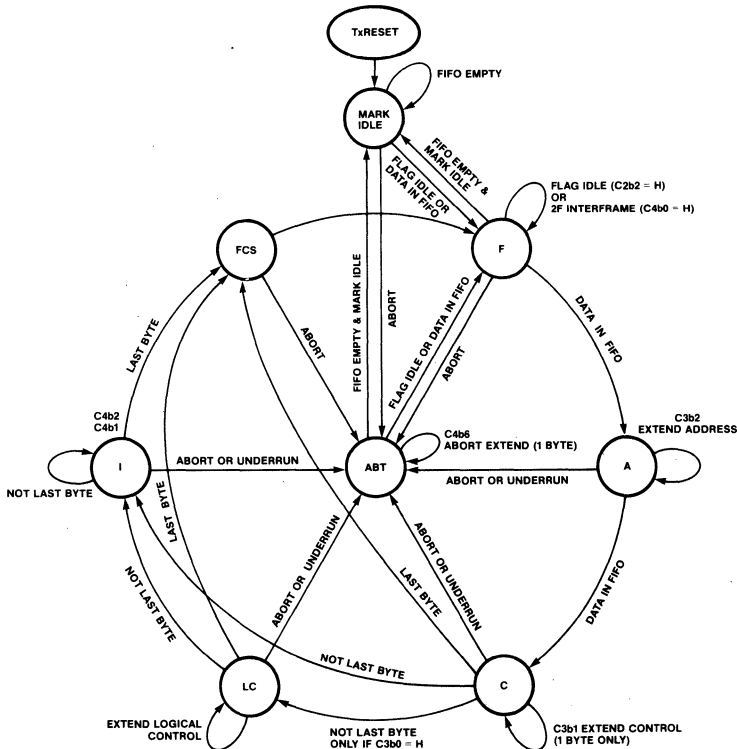 TxRESET
FIFO EMPTY
MARK
IDLE
FIFO EMPTY &
MARK IDLE
FLAG IDLE OR
DATA IN FIFO
FLAG IDLE (C2b2 = H)
OR
2F INTERFRAME (C4b0 = H)
FCS
F
FIFO EMPTY & MARK IDLE
ABORT
FLAG IDLE OR DATA IN FIFO
ABORT
ABORT
DATA IN FIFO
LAST BYTE
C4b2
C4b1
I
NOT LAST BYTE
ABORT OR UNDERRUN
ABT
C4b6
ABORT EXTEND (1 BYTE)
ABORT OR UNDERRUN
C3b2
EXTEND ADDRESS
A
LAST BYTE
NOT LAST BYTE
ABORT OR UNDERRUN
LAST BYTE
ABORT OR UNDERRUN
DATA IN FIFO
NOT LAST BYTE
LC
C
EXTEND LOGICAL
CONTROL
NOT LAST BYTE
ONLY IF C3b0 = H
C3b1 EXTEND CONTROL
(1 BYTE ONLY)